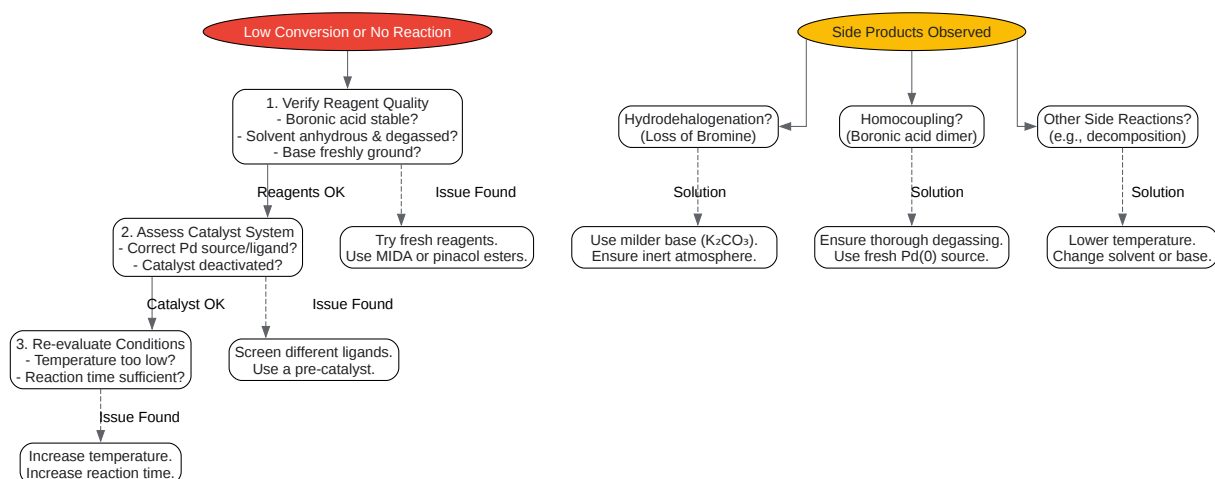 Low Conversion or No Reaction
1. Verify Reagent Quality
- Boronic acid stable?
- Solvent anhydrous & degassed?
- Base freshly ground?
Reagents OK
Issue Found
2. Assess Catalyst System
- Correct Pd source/ligand?
- Catalyst deactivated?
Try fresh reagents.
Use MIDA or pinacol esters.
Catalyst OK
Issue Found
3. Re-evaluate Conditions
- Temperature too low?
- Reaction time sufficient?
Screen different ligands.
Use a pre-catalyst.
Issue Found
Increase temperature.
Increase reaction time.
Side Products Observed
Hydrodehalogenation?
(Loss of Bromine)
Homocoupling?
(Boronic acid dimer)
Other Side Reactions?
(e.g., decomposition)
Solution
Solution
Solution
Use milder base (K₂CO₃).
Ensure inert atmosphere.
Ensure thorough degassing.
Use fresh Pd(0) source.
Lower temperature.
Change solvent or base.